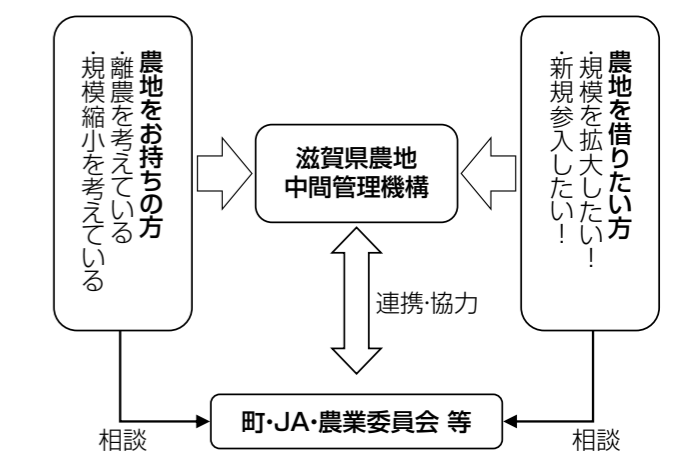 農地をお持ちの方
・離農を考えている
・規模縮小を考えている
滋賀県農地
中間管理機構
農地を借りたい方
・規模を拡大したい！
・新規参入したい！
連携・協力
町・JA・農業委員会 等
相談
相談